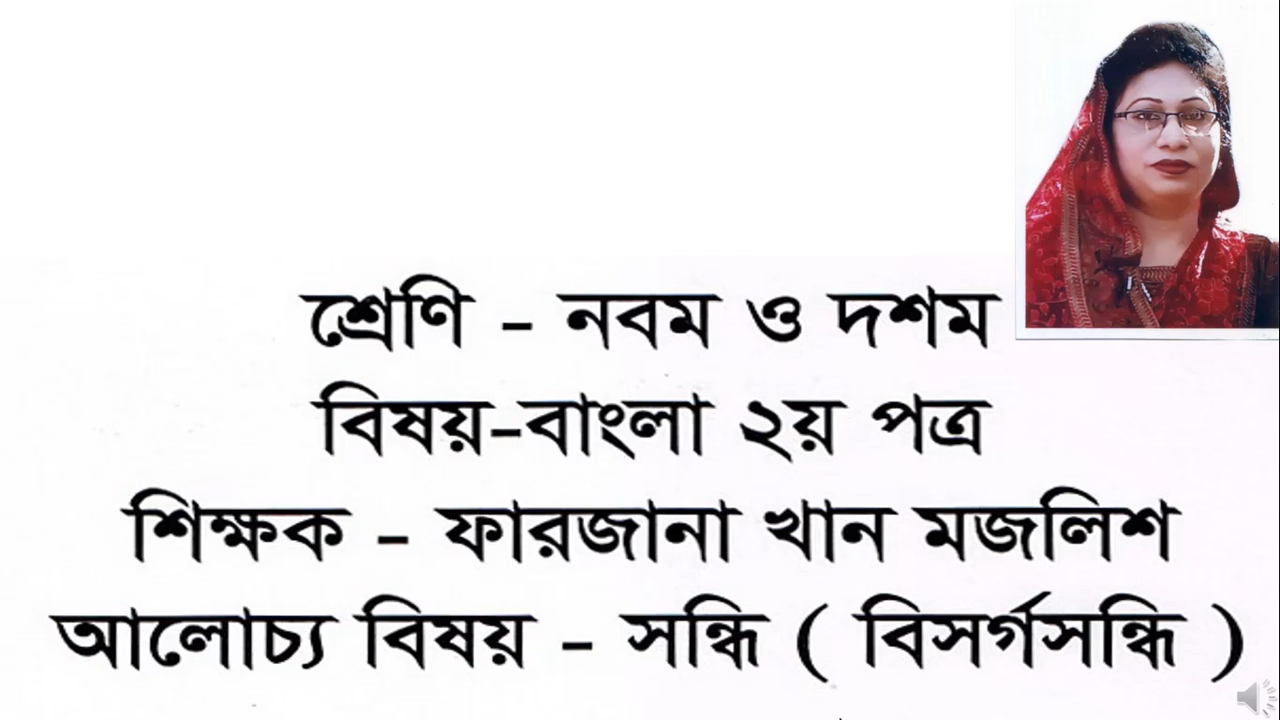 শ্রেণি - নবম ও দশম
বিষয়-বাংলা ২য় পত্র
শিক্ষক - ফারজানা খান মজলিশ
আলোচ্য বিষয় - সন্ধি ( বিসর্গসন্ধি )